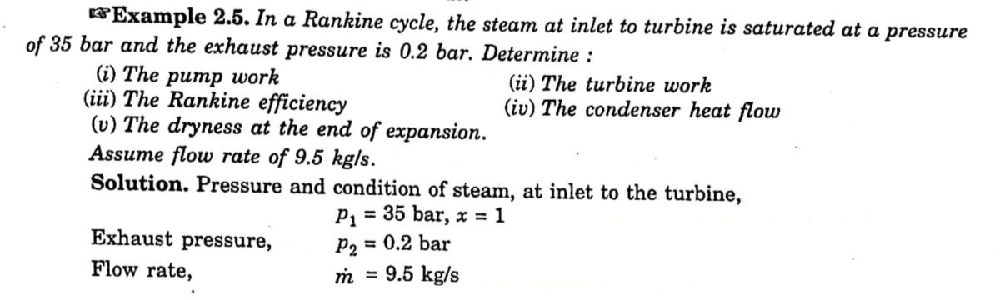 ☞Example 2.5. In a Rankine cycle, the steam at inlet to turbine is saturated at a pressure
of 35 bar and the exhaust pressure is 0.2 bar. Determine :
(i) The pump work (ii) The turbine work
(iii) The Rankine efficiency (iv) The condenser heat flow
(v) The dryness at the end of expansion.
Assume flow rate of 9.5 kg/s.
Solution. Pressure and condition of steam, at inlet to the turbine,
p₁ = 35 bar, x = 1
Exhaust pressure, p₂ = 0.2 bar
Flow rate, ṁ = 9.5 kg/s